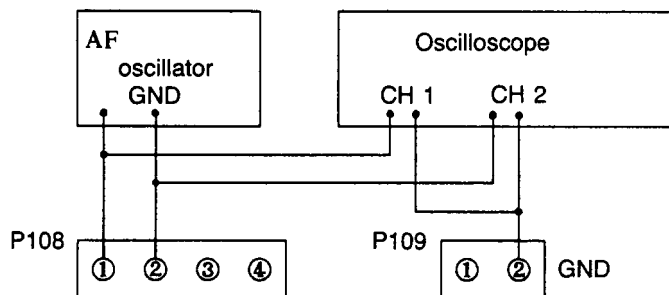 AF
oscillator
GND
Oscilloscope
CH 1 CH 2
P108
① ② ③ ④
P109
① ② GND